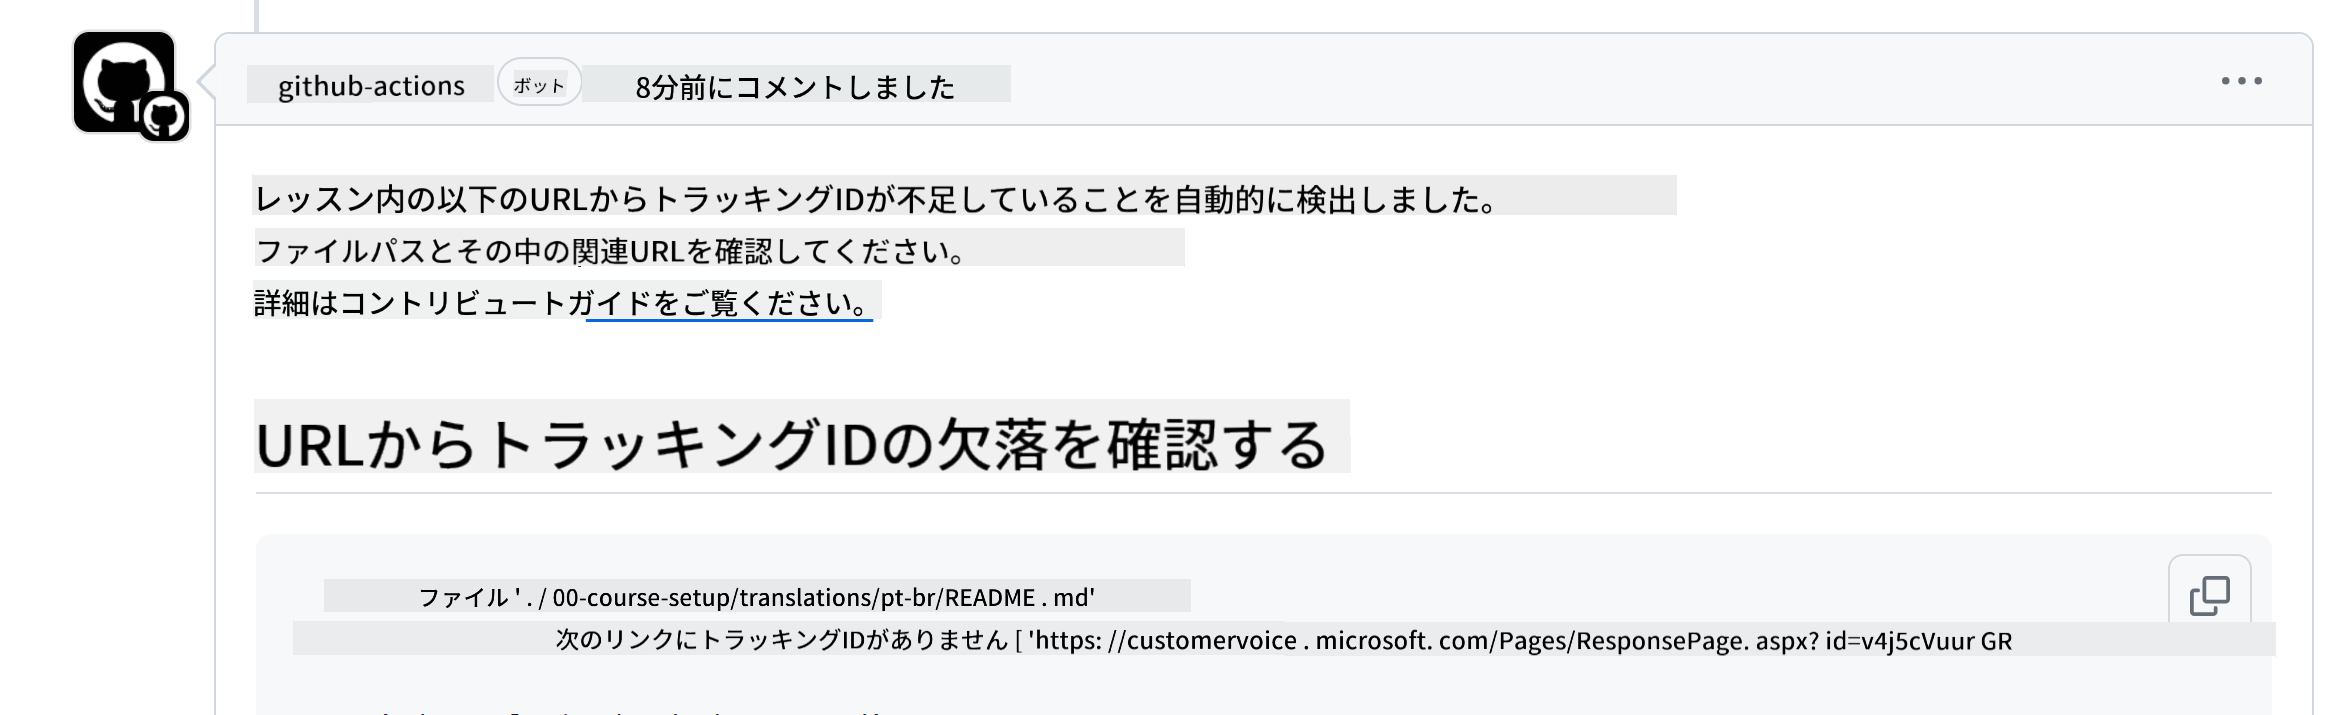 github-actions ボット 8分前にコメントしました
レッスン内の以下のURLからトラッキングIDが不足していることを自動的に検出しました。
ファイルパスとその中の関連URLを確認してください。
詳細はコントリビュートガイドをご覧ください。
URLからトラッキングIDの欠落を確認する
ファイル ' . / 00-course-setup/translations/pt-br/README . md'
次のリンクにトラッキングIDがありません [ 'https: //customervoice . microsoft. com/Pages/ResponsePage. aspx? id=v4j5cVuur GR